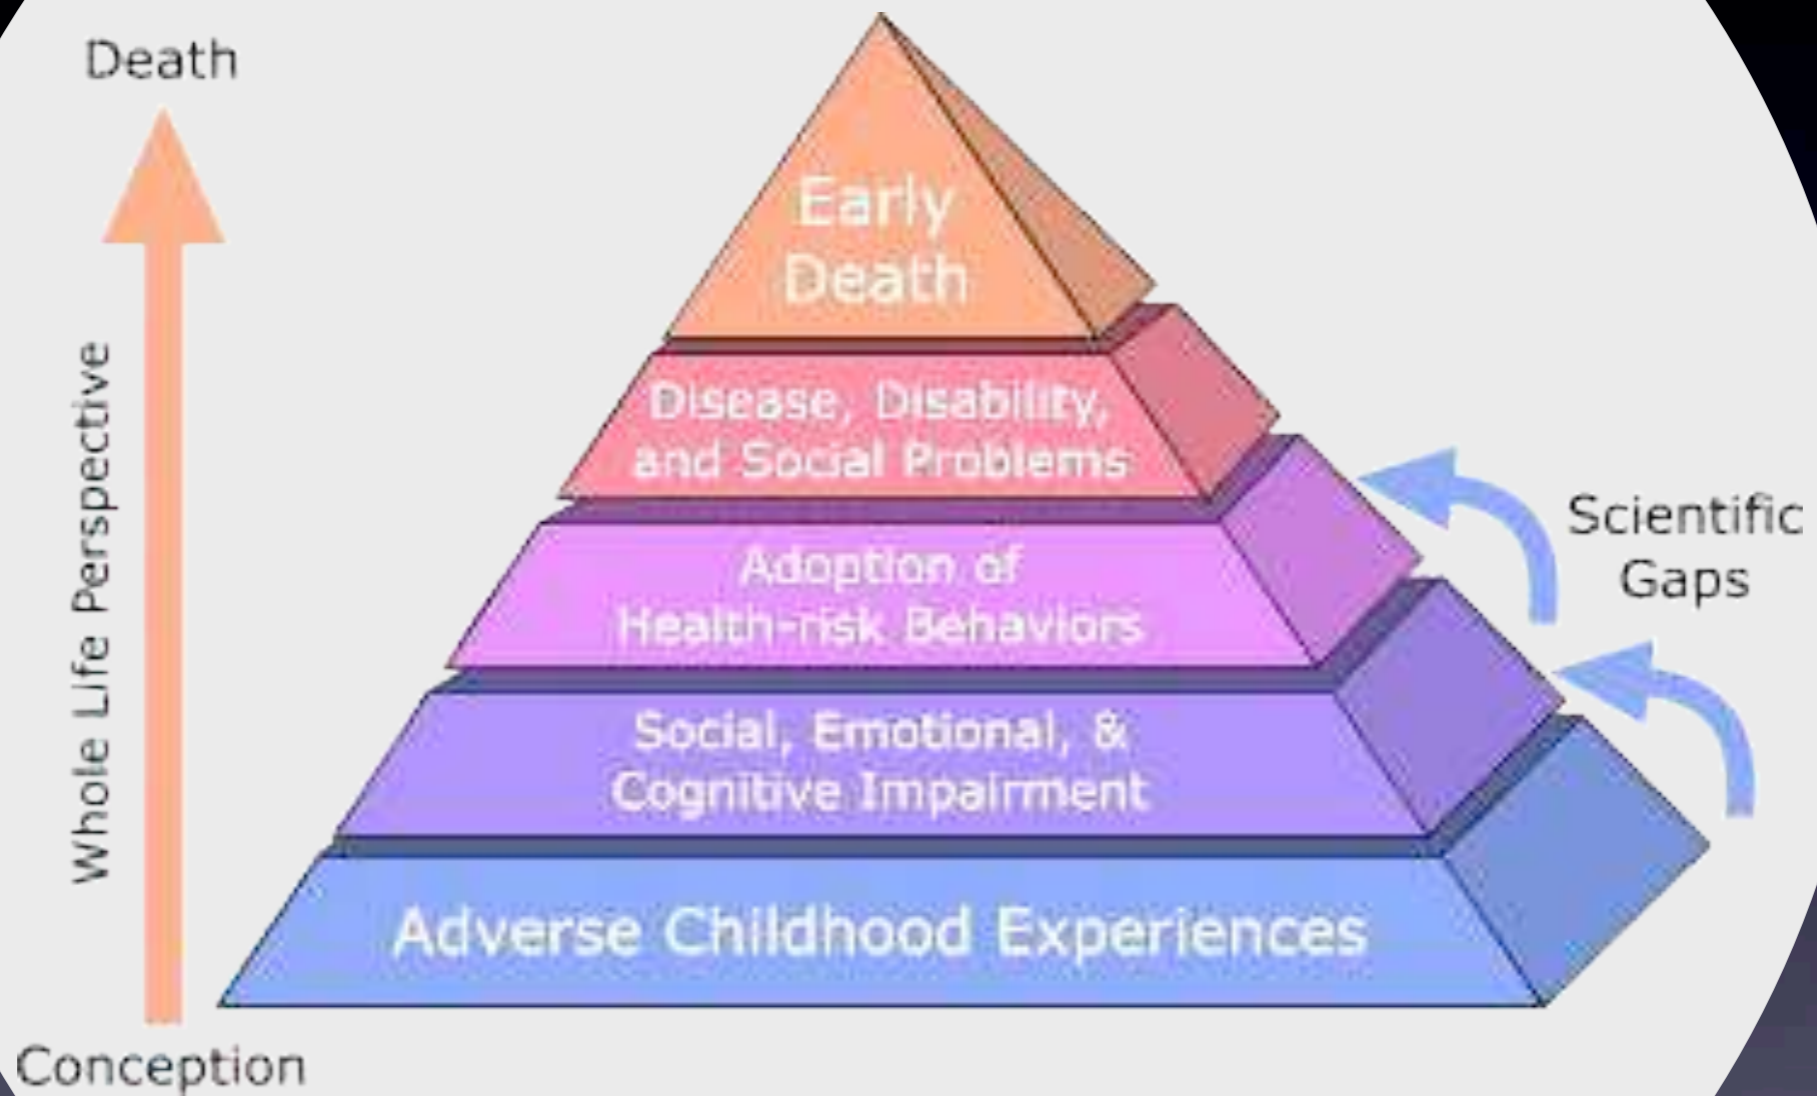 Death
Whole Life Perspective
Conception
Early
Death
Disease, Disability,
and Social Problems
Adoption of
Health-risk Behaviors
Social, Emotional, &
Cognitive Impairment
Adverse Childhood Experiences
Scientific
Gaps